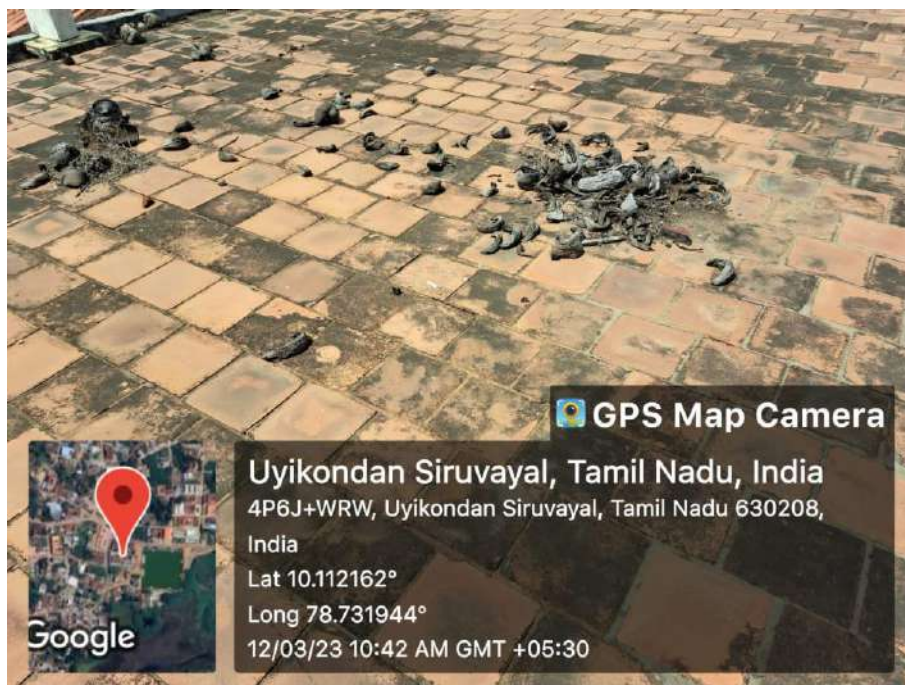 GPS Map Camera
Uyikondan Siruvayal, Tamil Nadu, India
4P6J+WRW, Uyikondan Siruvayal, Tamil Nadu 630208,
India
Lat 10.112162°
Long 78.731944°
12/03/23 10:42 AM GMT +05:30
Google